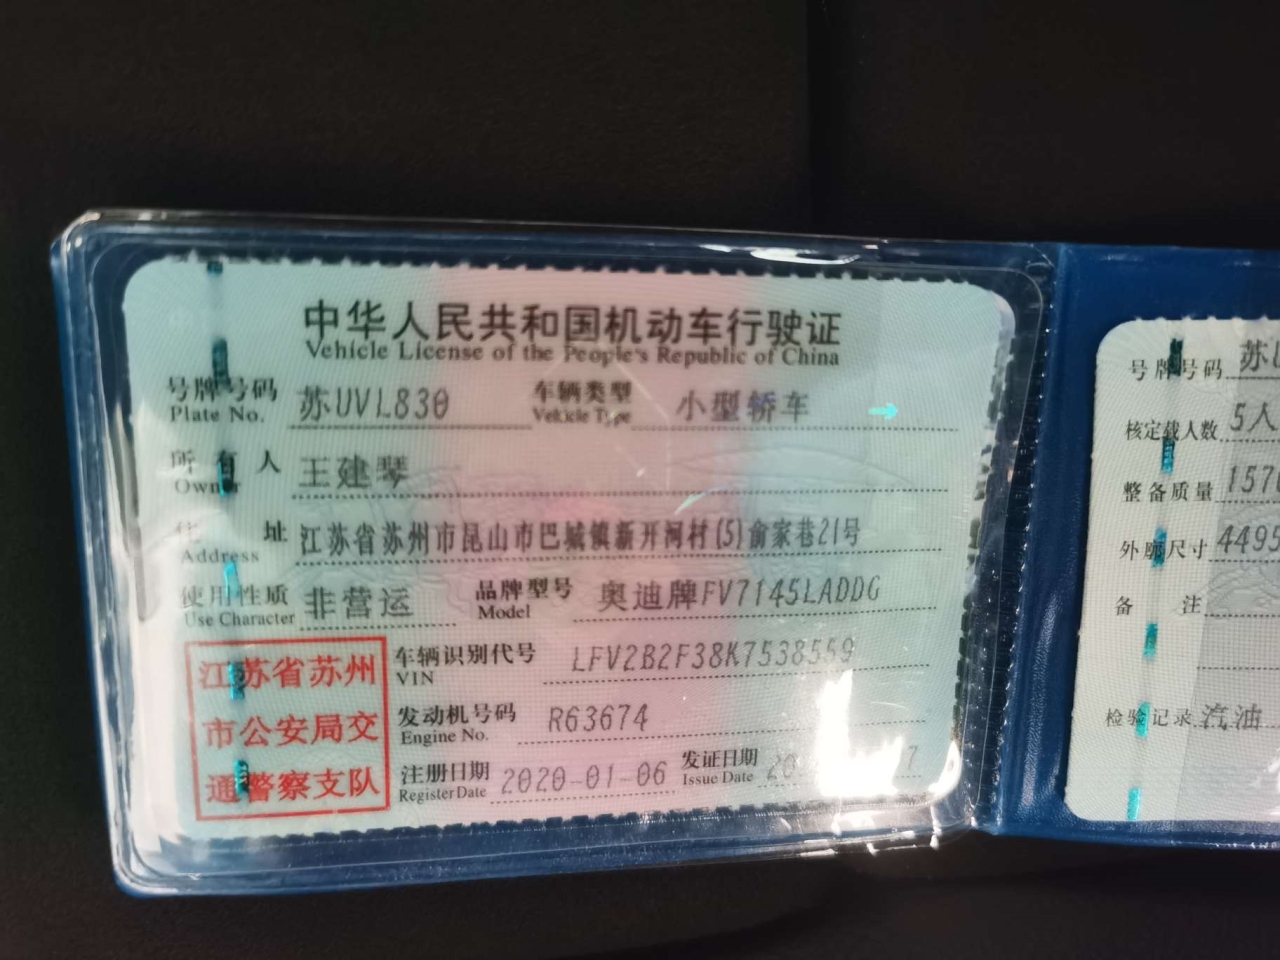 中华人民共和国机动车行驶证
Vehicle License of the People's Republic of China
号牌号码 苏UVL830 车辆类型 小型轿车
Plate No. Vehicle Type
所有人 王建琴
Owner
住址 江苏省苏州市昆山市巴城镇新开河村(5)俞家巷21号
Address
使用性质 非营运 品牌型号 奥迪牌FV7145LADDG
Use Character Model
车辆识别代号 LFV2B2F38K7538559
VIN
发动机号码 R63674
Engine No.
注册日期 2020-01-06 发证日期
Register Date Issue Date
江苏省苏州
市公安局交
通警察支队
号牌号码 苏
核定载人数 5人
整备质量 157
外廓尺寸 4495
备注
检验记录 汽油